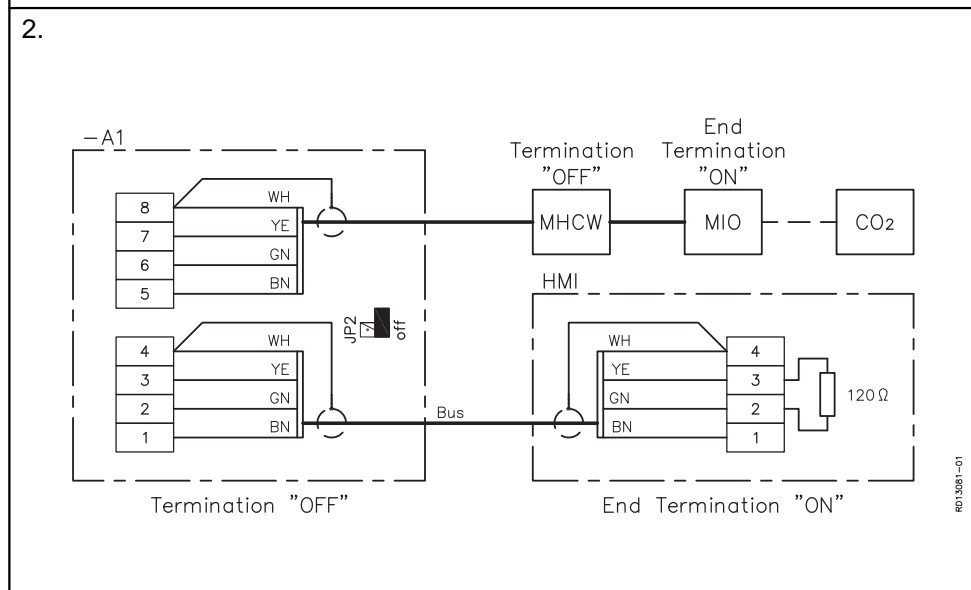 2.
-A1
8
7
6
5
WH
YE
GN
BN
Termination
"OFF"
MHCW
End
Termination
"ON"
MIO
CO2
JP2
off
4
3
2
1
WH
YE
GN
BN
Bus
HMI
WH
YE
GN
BN
4
3
2
1
120Ω
Termination "OFF"
End Termination "ON"
RD13081-01